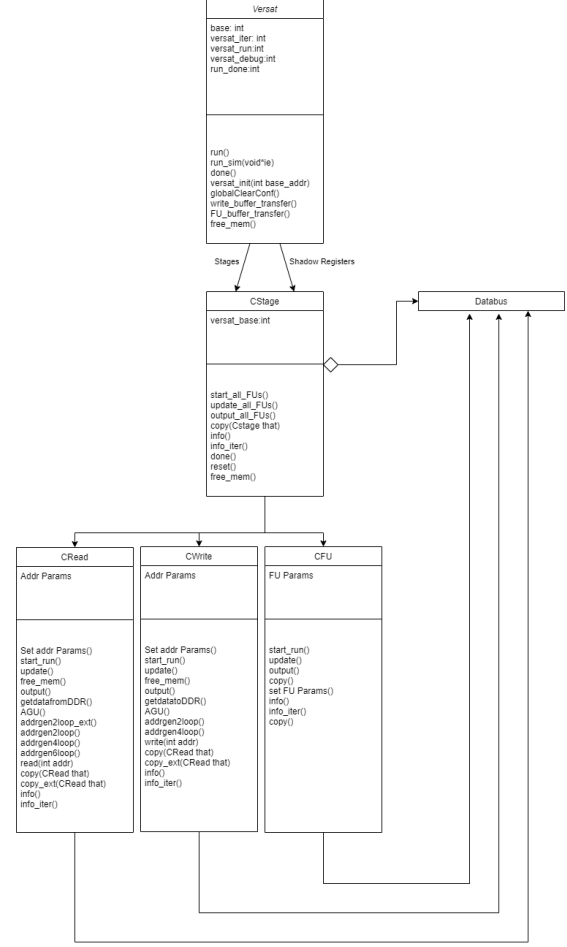 Versat
base: int
versat_iter: int
versat_run:int
versat_debug:int
run_done:int
run()
run_sim(void*ie)
done()
versat_init(int base_addr)
globalClearConf()
write_buffer_transfer()
FU_buffer_transfer()
free_mem()
Stages
Shadow Registers
CStage
versat_base:int
start_all_FUs()
update_all_FUs()
output_all_FUs()
copy(Cstage that)
info()
info_iter()
done()
reset()
free_mem()
Databus
CRead
Addr Params
Set addr Params()
start_run()
update()
free_mem()
output()
getdatafromDDR()
AGU()
addrgen2loop_ext()
addrgen2loop()
addrgen4loop()
addrgen6loop()
read(int addr)
copy(CRead that)
copy_ext(CRead that)
info()
info_iter()
CWrite
Addr Params
Set addr Params()
start_run()
update()
free_mem()
output()
getdatatoDDR()
AGU()
addrgen2loop()
addrgen4loop()
write(int addr)
copy(CRead that)
copy_ext(CRead that)
info()
info_iter()
CFU
FU Params
start_run()
update()
output()
copy()
set FU Params()
info()
info_iter()
copy()